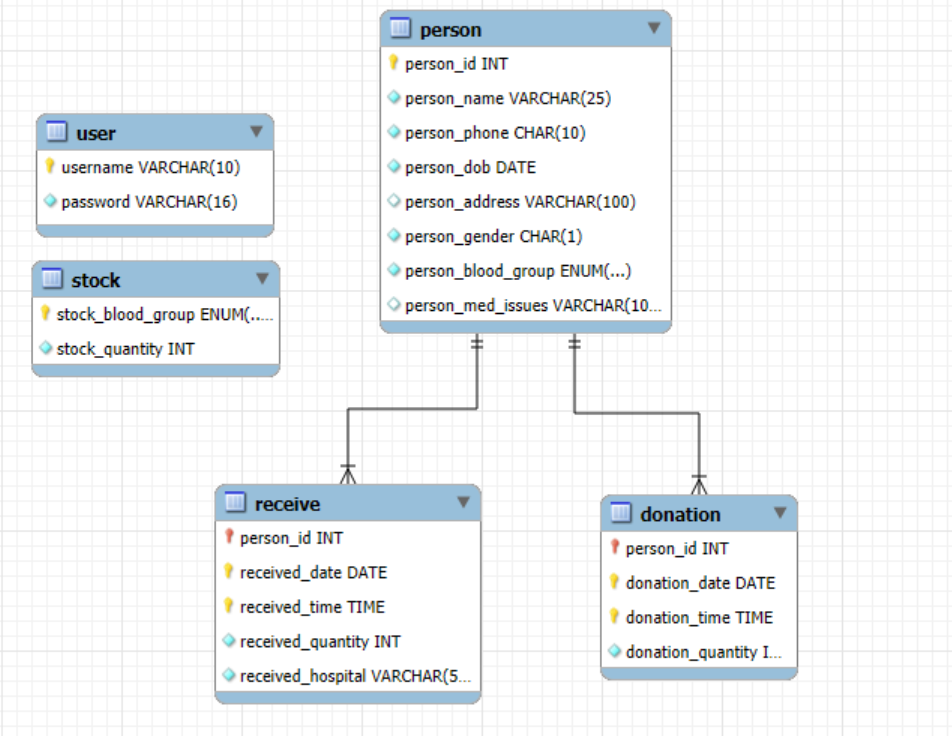 person
person_id INT
person_name VARCHAR(25)
person_phone CHAR(10)
person_dob DATE
person_address VARCHAR(100)
person_gender CHAR(1)
person_blood_group ENUM(...)
person_med_issues VARCHAR(10...
user
username VARCHAR(10)
password VARCHAR(16)
stock
stock_blood_group ENUM(.....
stock_quantity INT
receive
person_id INT
received_date DATE
received_time TIME
received_quantity INT
received_hospital VARCHAR(5...
donation
person_id INT
donation_date DATE
donation_time TIME
donation_quantity I...